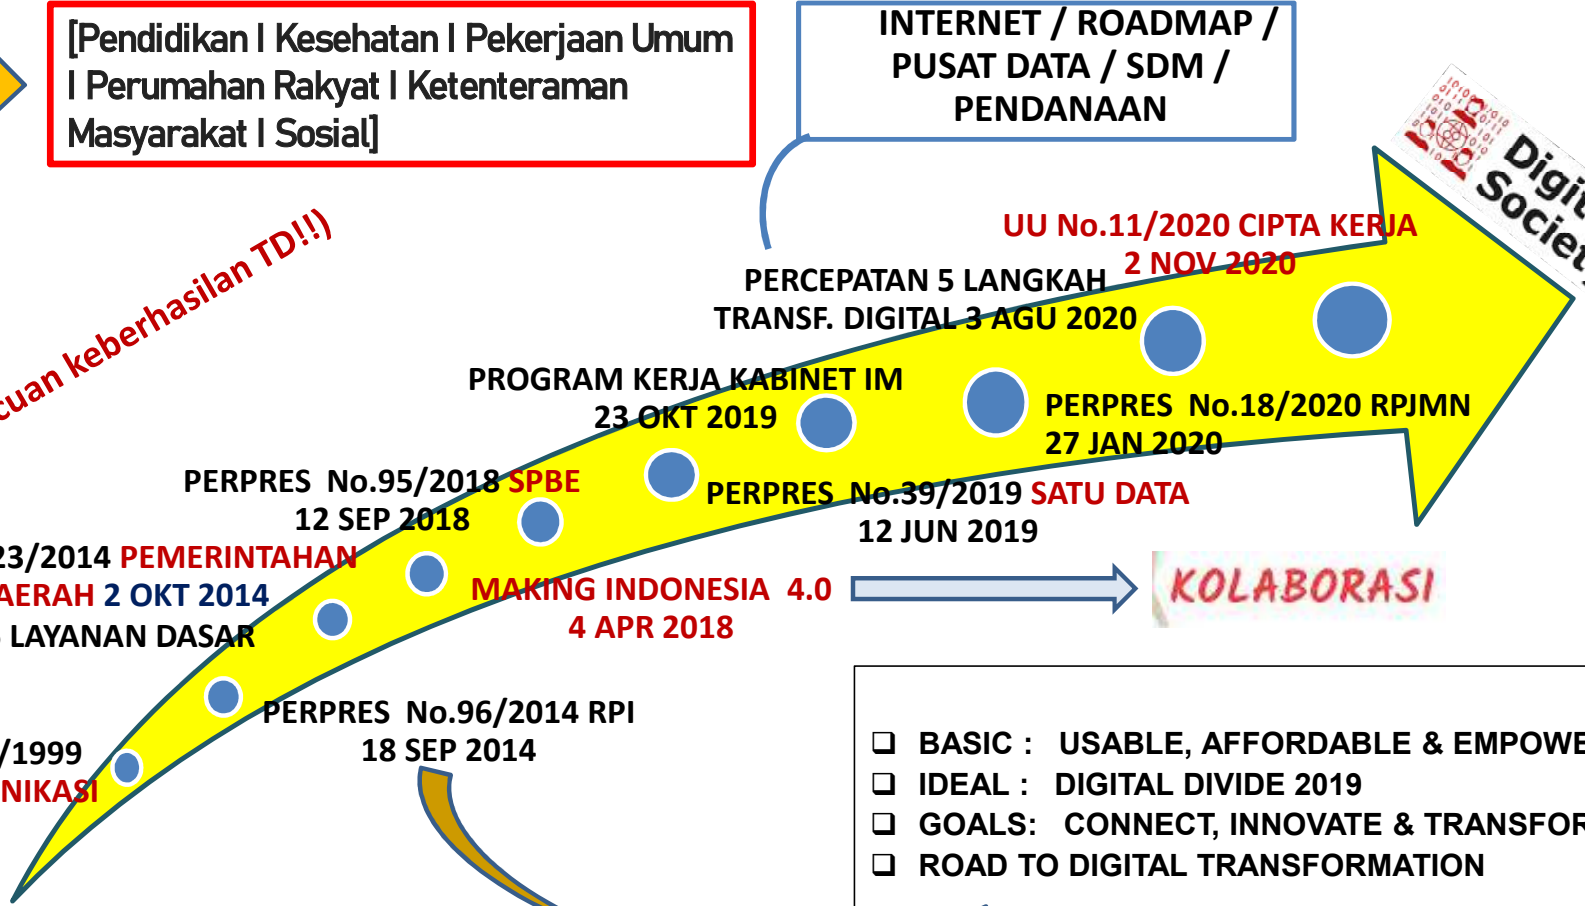 [Pendidikan I Kesehatan I Pekerjaan Umum
I Perumahan Rakyat I Ketenteraman
Masyarakat I Sosial]
INTERNET / ROADMAP /
PUSAT DATA / SDM /
PENDANAAN
keberhasilan TD!!)
UU No.11/2020 CIPTA KERJA
2 NOV 2020
PERCEPATAN 5 LANGKAH
TRANSF. DIGITAL 3 AGU 2020
PROGRAM KERJA KABINET IM
23 OKT 2019
PERPRES No.18/2020 RPJMN
27 JAN 2020
PERPRES No.95/2018 SPBE
12 SEP 2018
PERPRES No.39/2019 SATU DATA
12 JUN 2019
23/2014 PEMERINTAHAN
AERAH 2 OKT 2014
LAYANAN DASAR
MAKING INDONESIA 4.0
4 APR 2018
KOLABORASI
PERPRES No.96/2014 RPI
18 SEP 2014
/1999
NIKASI
❑ BASIC : USABLE, AFFORDABLE & EMPOWE
❑ IDEAL : DIGITAL DIVIDE 2019
❑ GOALS: CONNECT, INNOVATE & TRANSFOR
❑ ROAD TO DIGITAL TRANSFORMATION